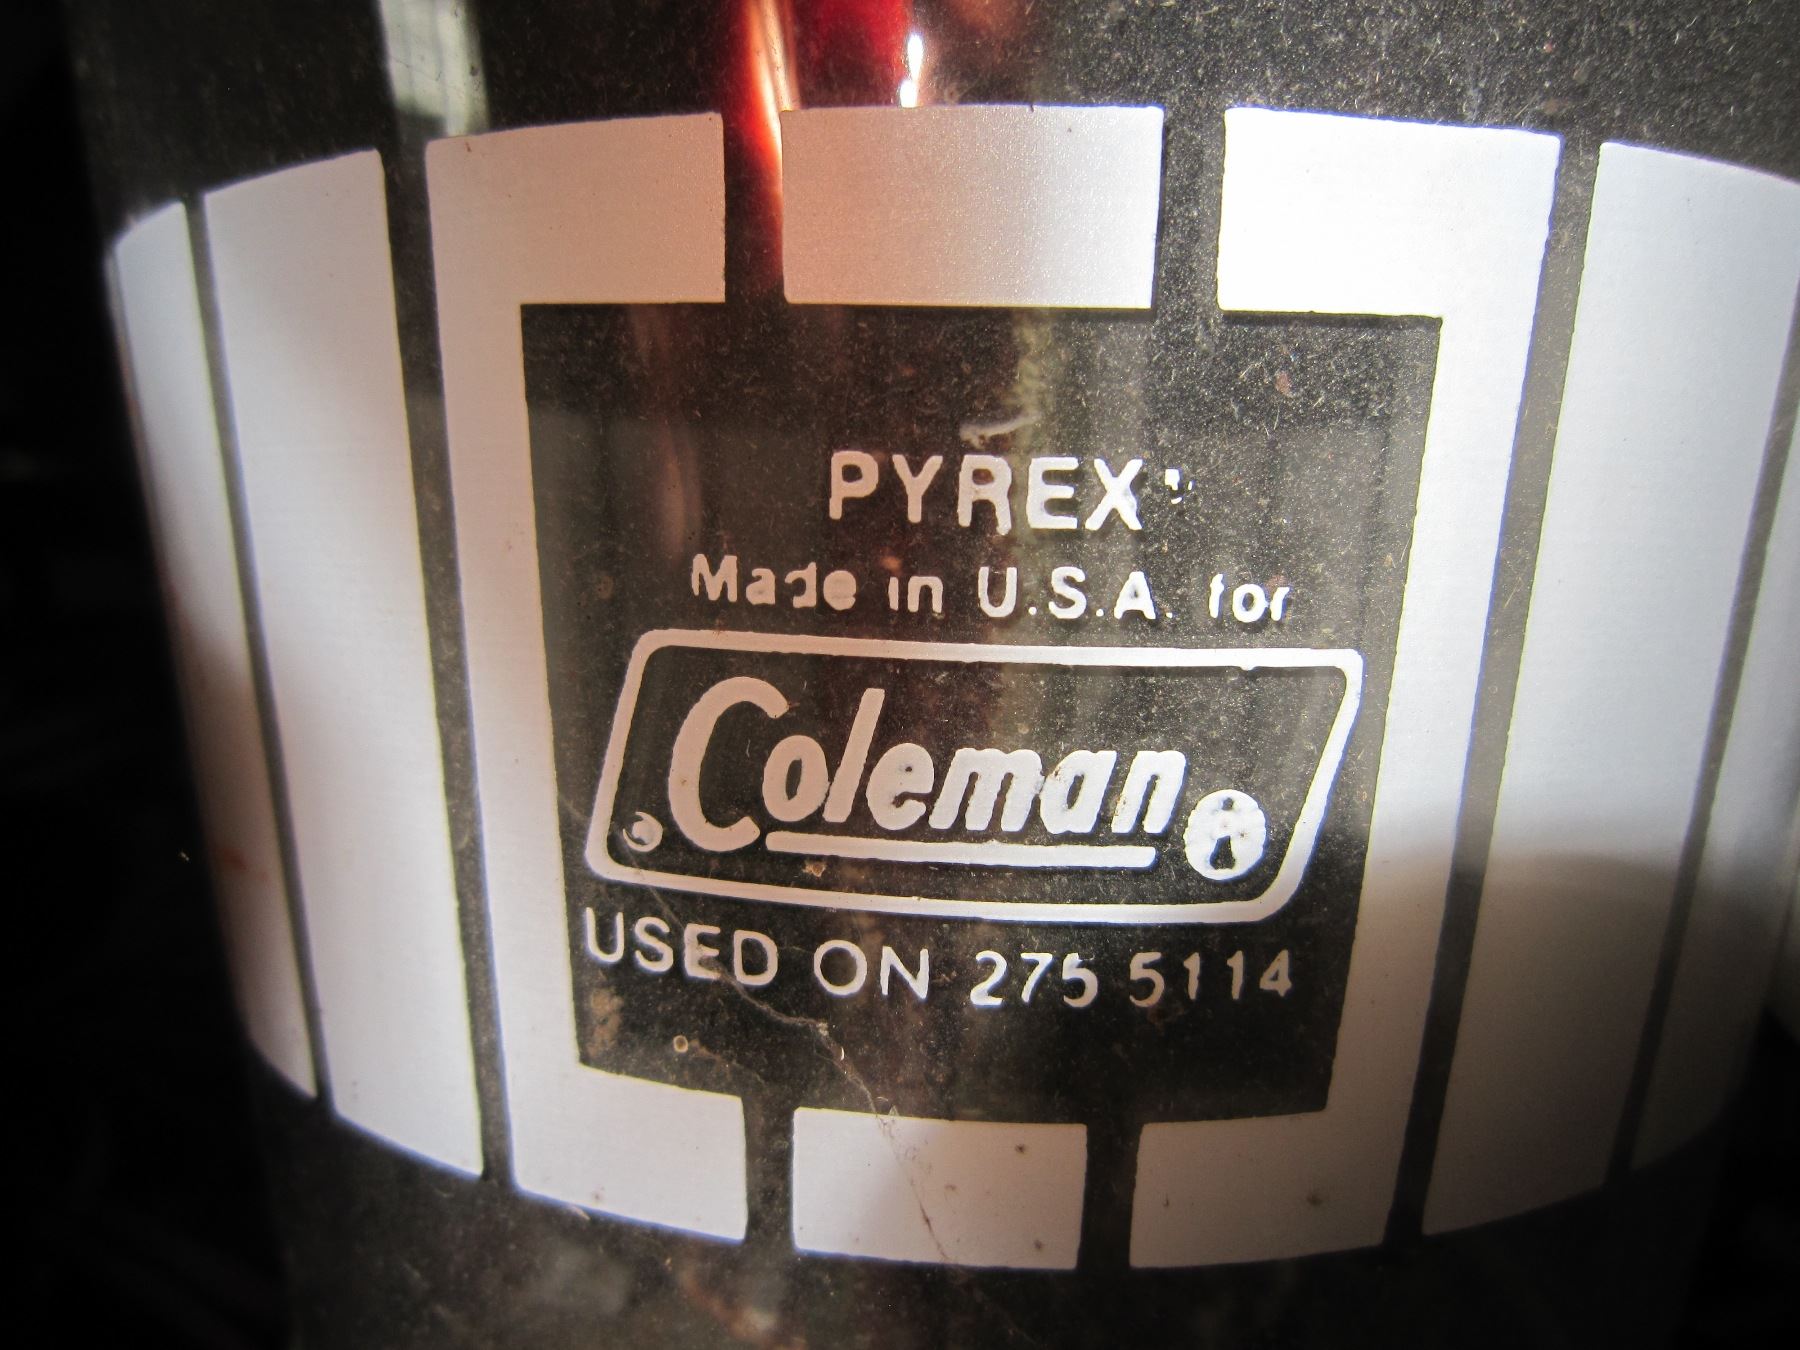 PYREX
Made in U.S.A. for
Coleman
USED ON 275 5114